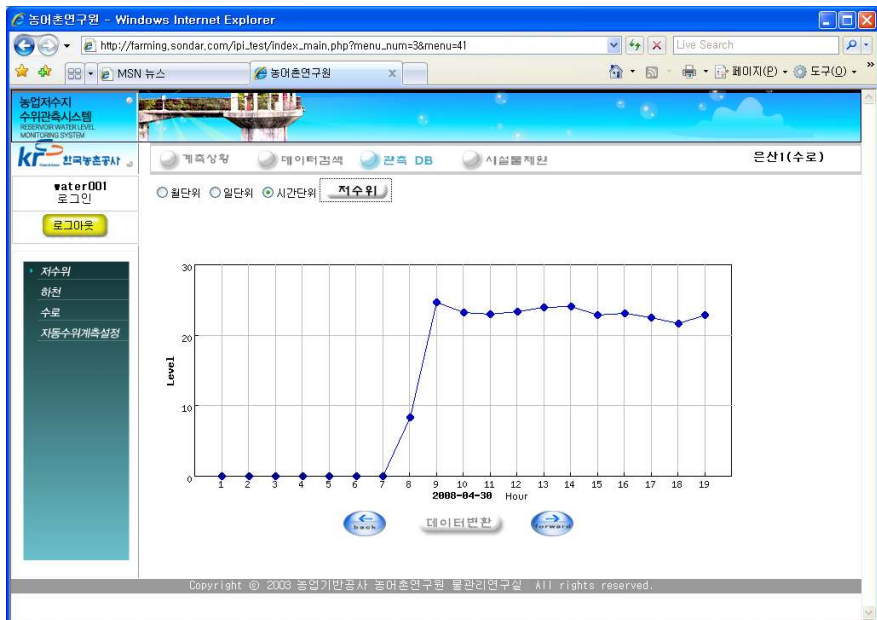 농어촌연구원 - Windows Internet Explorer
http://farming.sondar.com/ipi_test/index_main.php?menu_num=3&menu=41
Live Search
MSN 뉴스
농어촌연구원
페이지(P)
도구(O)
농업저수지
수위관측시스템
RESERVOIR WATER LEVEL
MONITORING SYSTEM
한국농촌공사
계측상황
데이터검색
관측 DB
시설물제원
은산1(수로)
water001
로그인
로그아웃
월단위
일단위
시간단위
저수위
저수위
하천
수로
자동수위계측설정
30
20
10
0
Level
1 2 3 4 5 6 7 8 9 10 11 12 13 14 15 16 17 18 19
2008-04-30 Hour
back
데이터변환
forward
Copyright © 2003 농업기반공사 농어촌연구원 물관리연구실 All rights reserved.